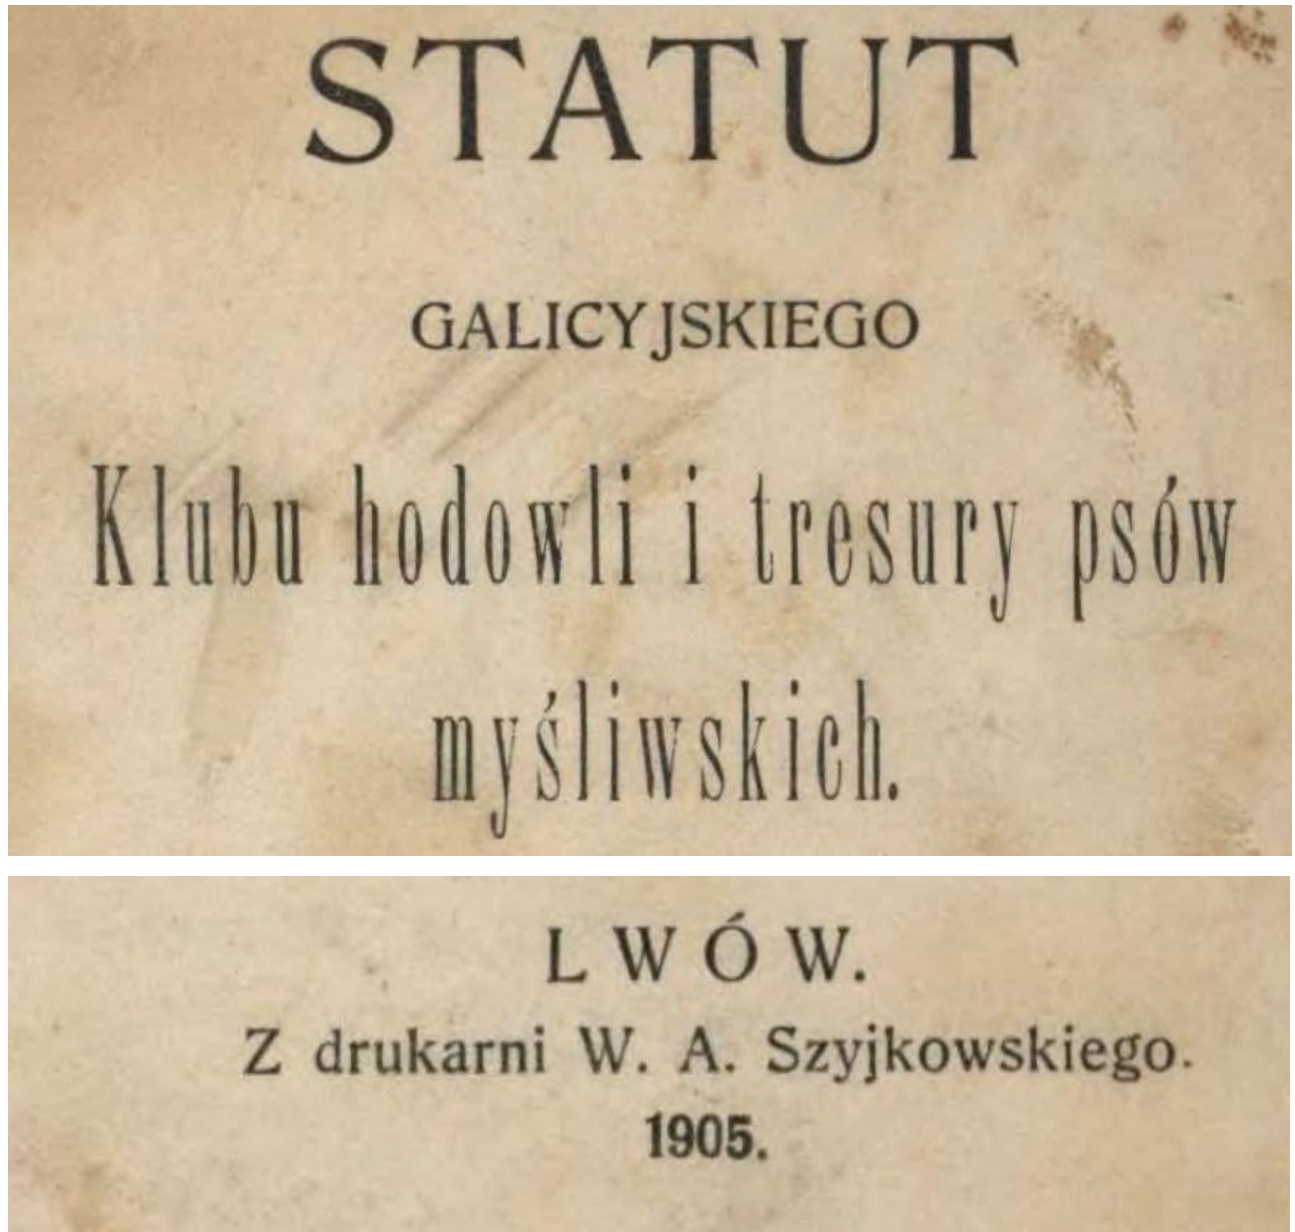 STATUT
GALICYJSKIEGO
Klubu hodowli i tresury psów
myśliwskich.
LWÓW.
Z drukarni W. A. Szyjkowskiego.
1905.